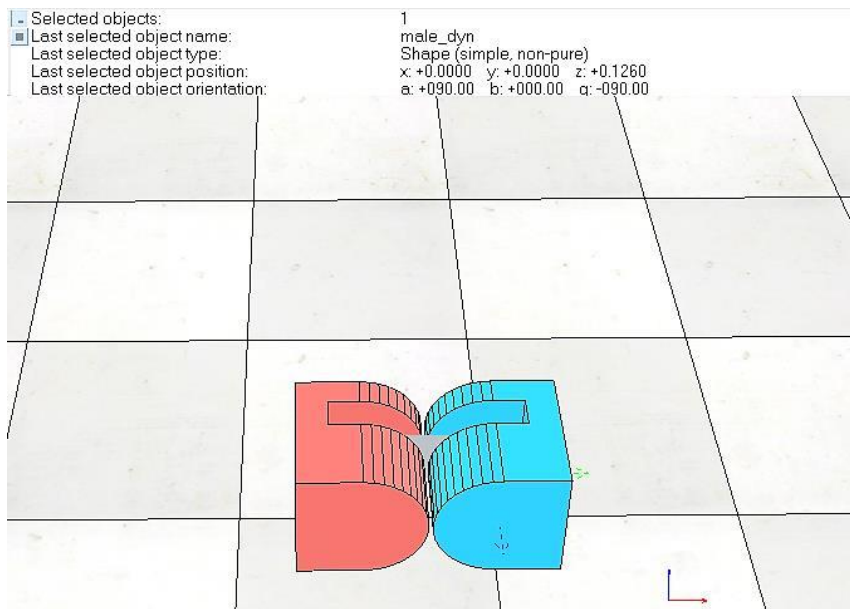 Selected objects: 1
Last selected object name: male_dyn
Last selected object type: Shape (simple, non-pure)
Last selected object position: x: +0.0000 y: +0.0000 z: +0.1260
Last selected object orientation: a: +090.00 b: +000.00 g: -090.00